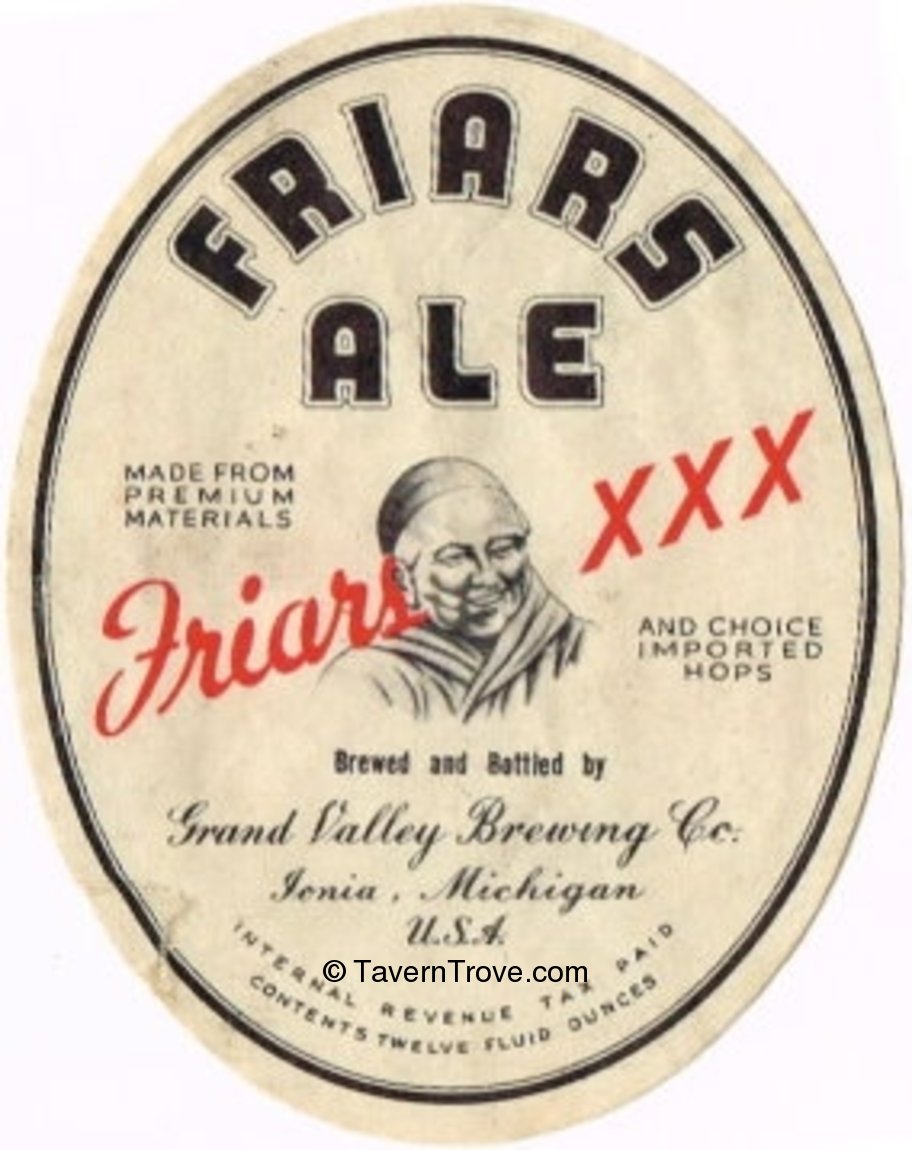 FRIARS
ALE
MADE FROM
PREMIUM
MATERIALS
Friars XXX
AND CHOICE
IMPORTED
HOPS
Brewed and Bottled by
Grand Valley Brewing Co.
Ionia, Michigan
U.S.A.
© TavernTrove.com
INTERNAL REVENUE TAX PAID
CONTENTS TWELVE FLUID OUNCES